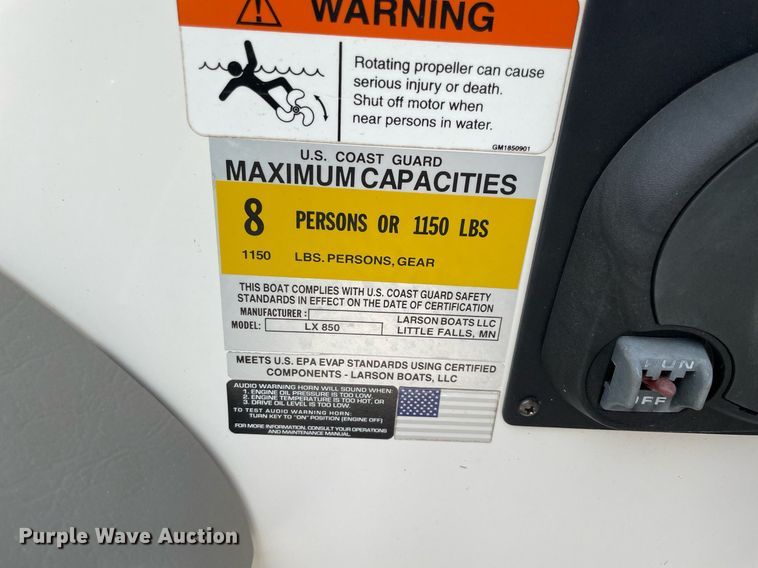 WARNING
Rotating propeller can cause
serious injury or death.
Shut off motor when
near persons in water.
GM1850901
U.S. COAST GUARD
MAXIMUM CAPACITIES
8 PERSONS OR 1150 LBS
1150 LBS. PERSONS, GEAR
THIS BOAT COMPLIES WITH U.S. COAST GUARD SAFETY
STANDARDS IN EFFECT ON THE DATE OF CERTIFICATION
MANUFACTURER: LARSON BOATS LLC
MODEL: LX 850 LITTLE FALLS, MN
MEETS U.S. EPA EVAP STANDARDS USING CERTIFIED
COMPONENTS - LARSON BOATS, LLC
AUDIO WARNING HORN WILL SOUND WHEN:
1. ENGINE OIL PRESSURE IS TOO LOW,
2. ENGINE TEMPERATURE IS TOO HOT, OR
3. DRIVE OIL LEVEL IS TOO LOW.
TO TEST AUDIO WARNING HORN:
TURN KEY TO "ON" POSITION (ENGINE OFF)
FOR MORE INFORMATION, CONSULT YOUR OPERATIONS
AND MAINTENANCE MANUAL.
ON
OFF
Purple Wave Auction